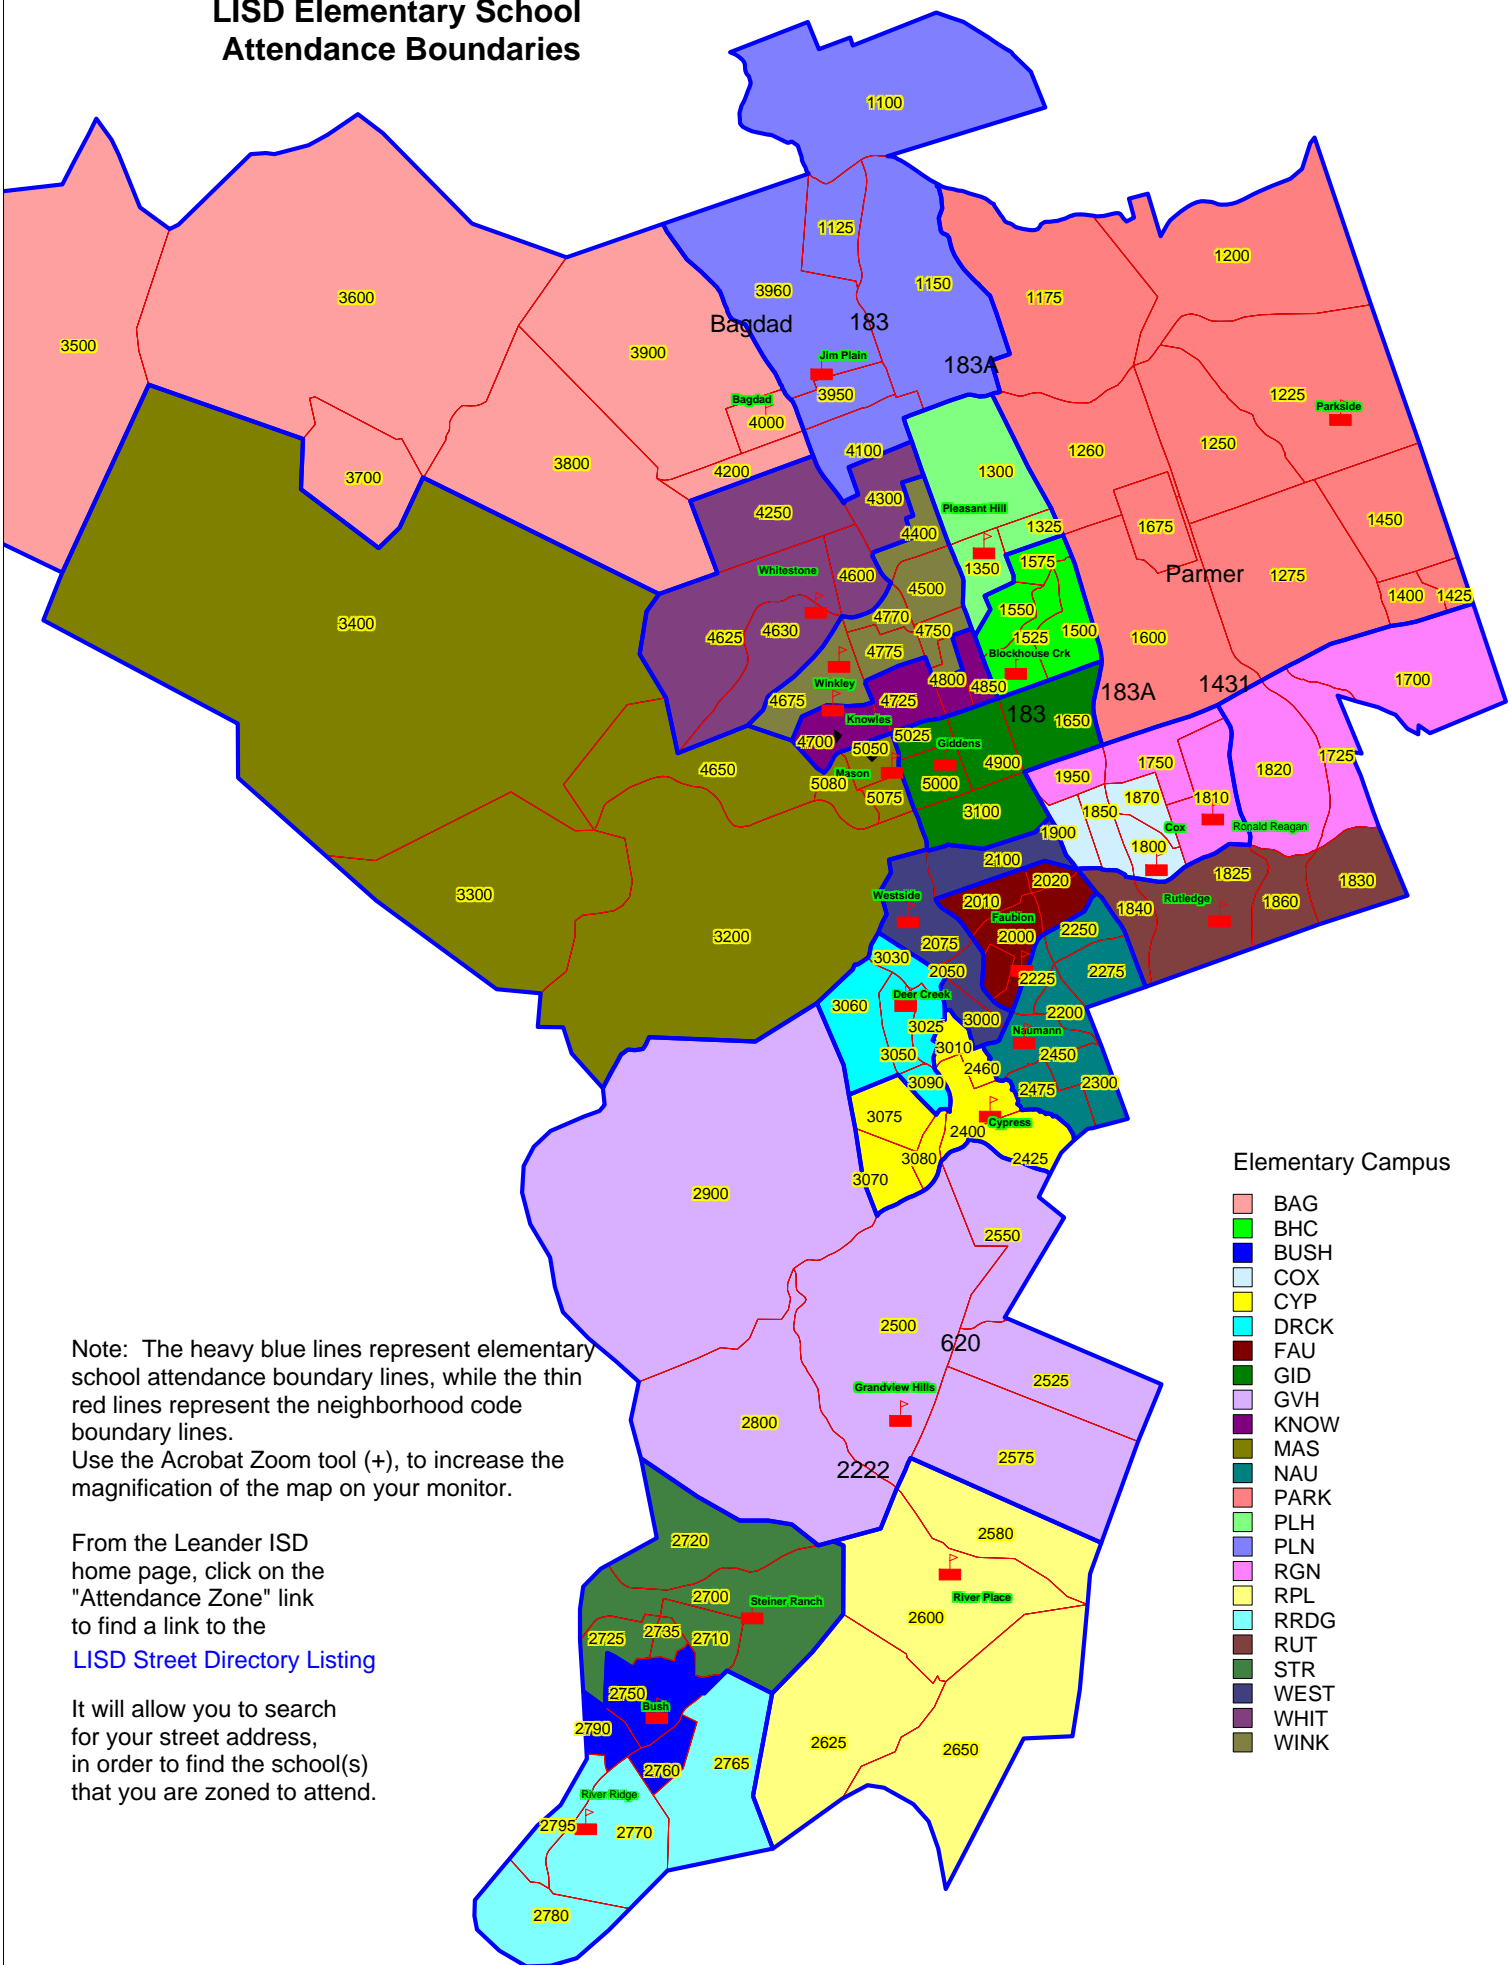 LISD Elementary School
Attendance Boundaries
1100
1125
1200
3960
1150
1175
3600
Bagdad
183
3500
3900
Jim Plain
183A
3950
1225
Bagdad
Parkside
4000
1250
4100
1260
3800
4200
1300
3700
4300
4250
Pleasant Hill
1450
4400
1325
1675
1575
Whitestone
4600
1350
Parmer
1275
4500
1400
1425
1550
4770
3400
4630
4750
1500
4625
1525
1600
4775
Blockhouse Crk
4800
1700
Winkley
4850
183A
1431
4675
4725
183
Knowles
1650
5025
4700
5050
Giddens
1725
4900
1750
4650
Mason
1820
1950
5080
5000
5075
1870
1810
3100
1850
Cox
Ronald Reagan
1900
1800
2100
1825
2020
1830
3300
Westside
2010
Rutledge
1860
1840
Faubion
2000
2250
3200
2075
3030
2050
2275
2225
Deer Creek
3060
2200
3025
3000
Naumann
3010
3050
2450
2460
3090
2300
2475
3075
Cypress
2400
3080
2425
3070
2900
2550
2500
620
2525
Grandview Hills
2800
2575
2222
2580
2720
2700
Steiner Ranch
River Place
2600
2735
2725
2710
2750
Bush
2790
2625
2650
2765
2760
River Ridge
2795
2770
2780
Elementary Campus
BAG
BHC
BUSH
COX
CYP
DRCK
FAU
GID
GVH
KNOW
MAS
NAU
PARK
PLH
PLN
RGN
RPL
RRDG
RUT
STR
WEST
WHIT
WINK
Note: The heavy blue lines represent elementary
school attendance boundary lines, while the thin
red lines represent the neighborhood code
boundary lines.
Use the Acrobat Zoom tool (+), to increase the
magnification of the map on your monitor.
From the Leander ISD
home page, click on the
"Attendance Zone" link
to find a link to the
LISD Street Directory Listing
It will allow you to search
for your street address,
in order to find the school(s)
that you are zoned to attend.